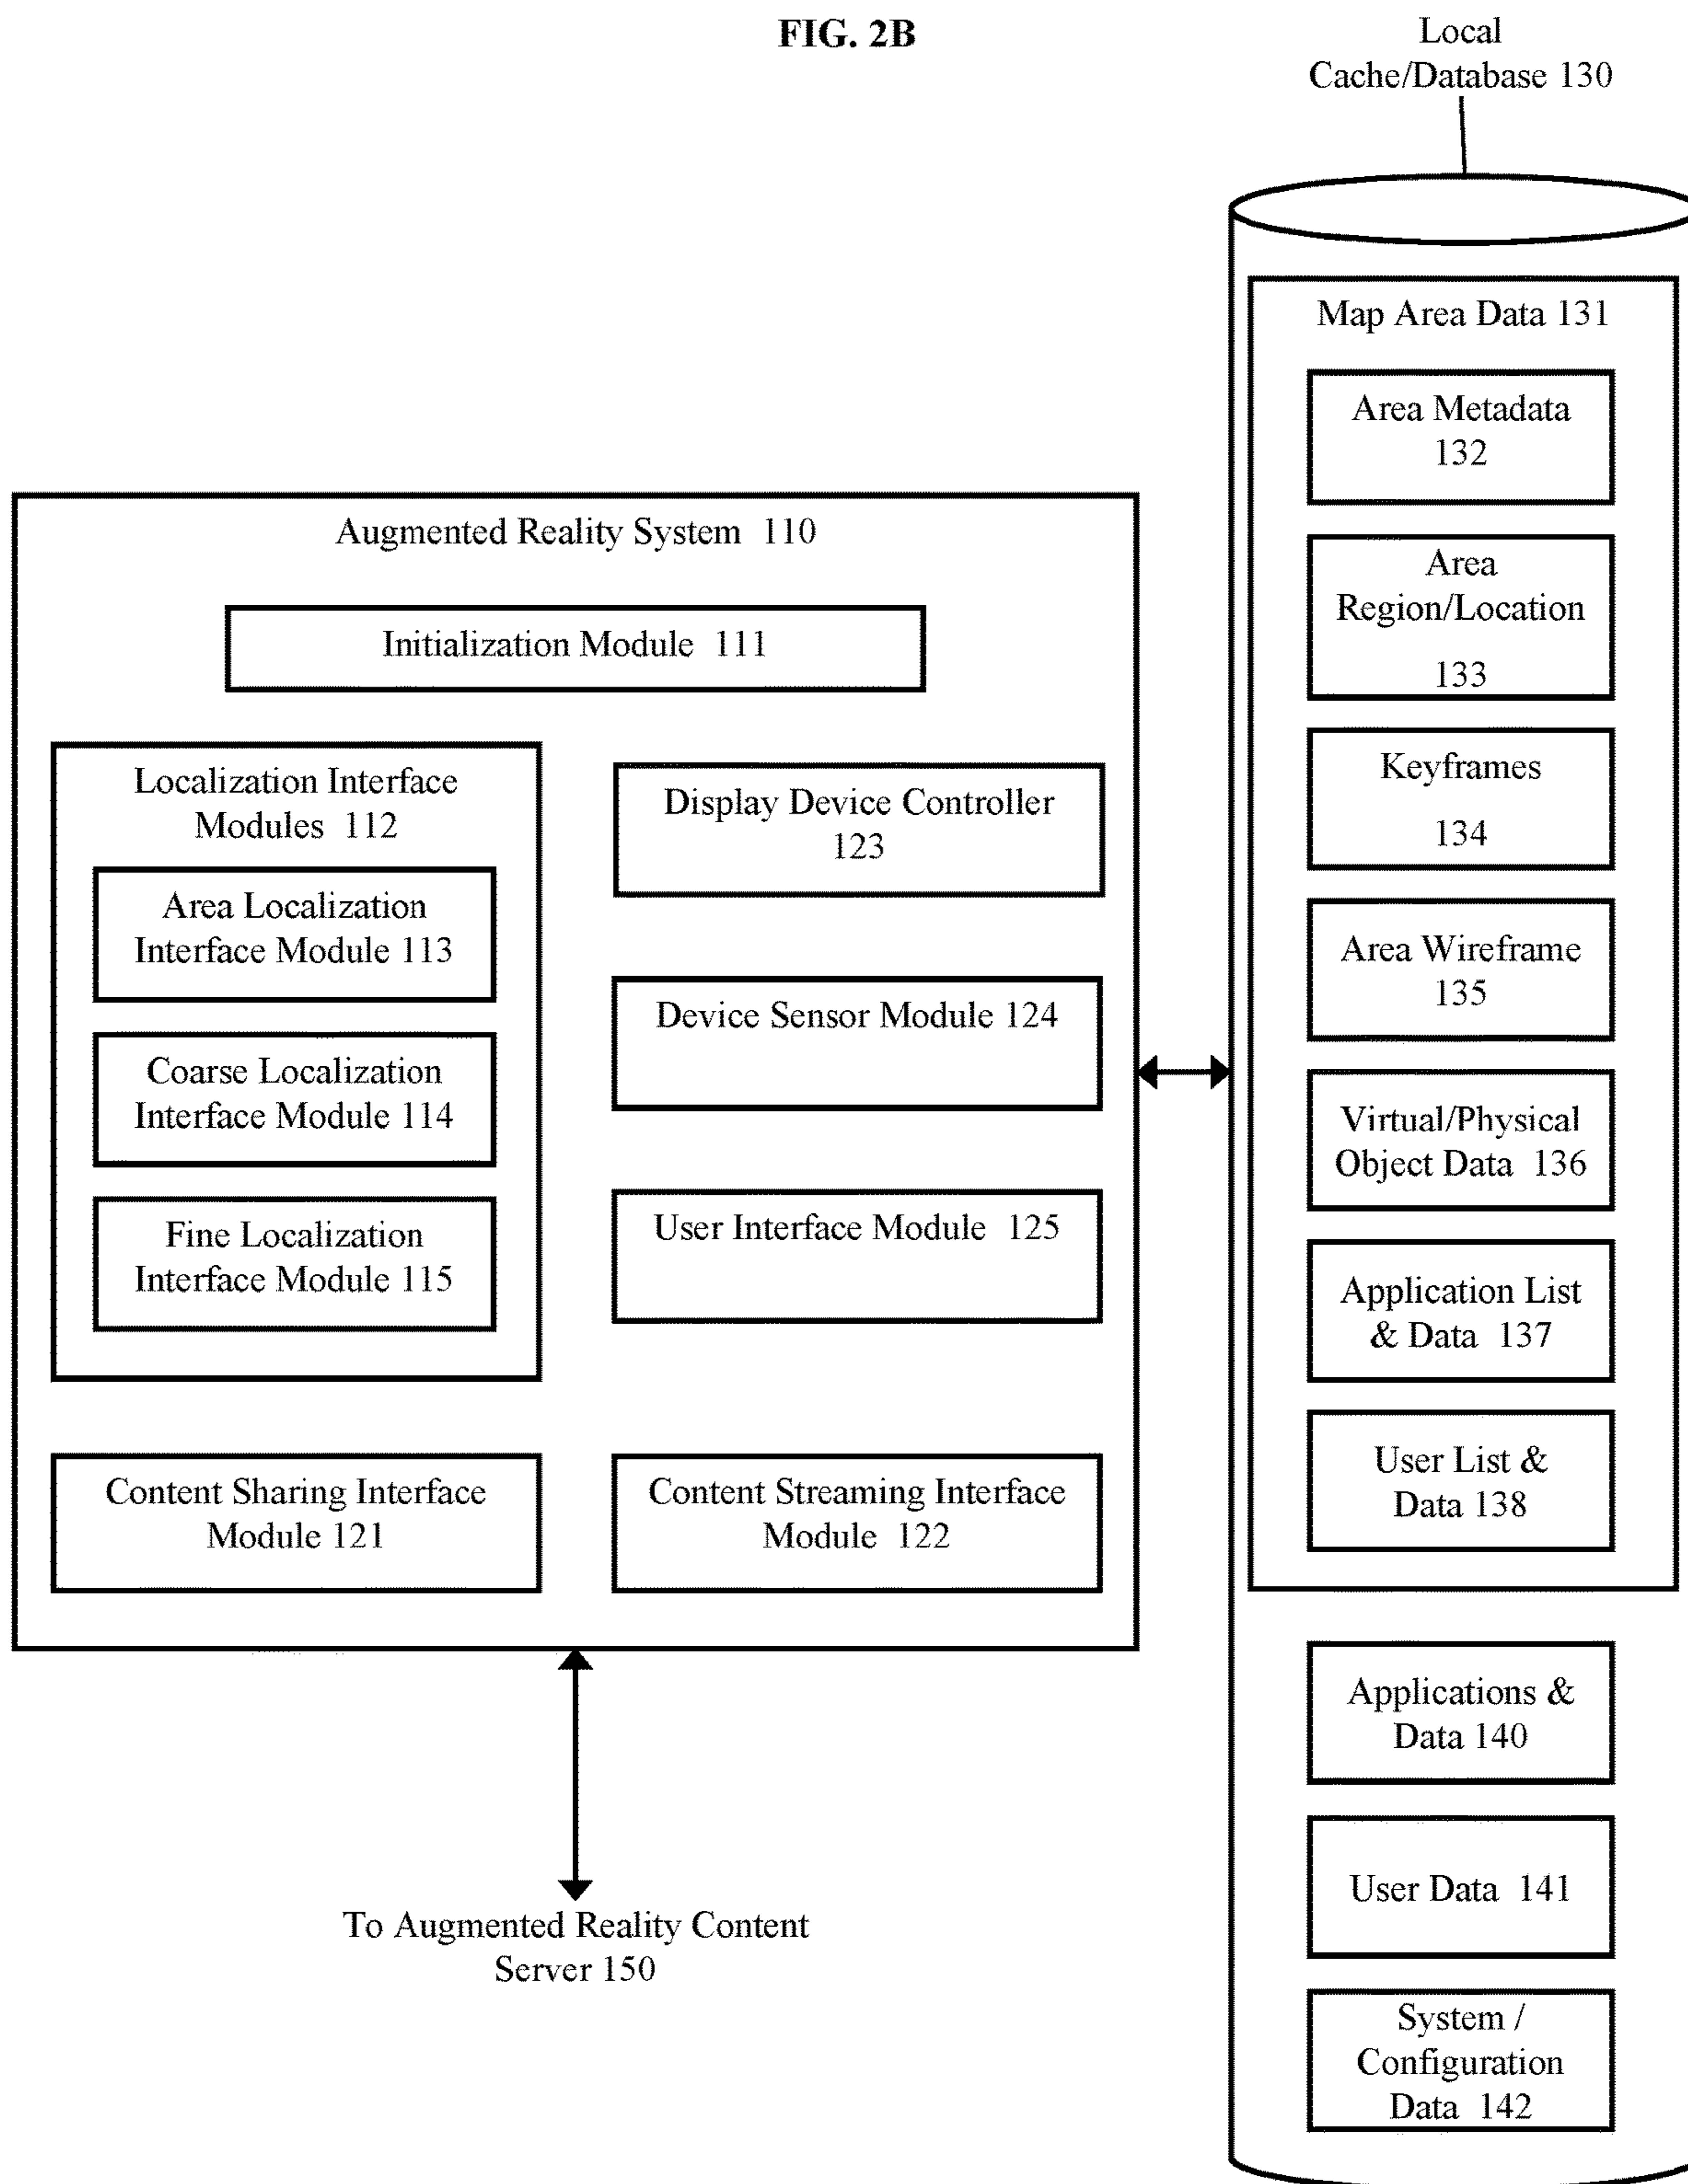 FIG. 2B
Local
Cache/Database 130
Map Area Data 131
Area Metadata
132
Area
Region/Location
133
Keyframes
134
Area Wireframe
135
Virtual/Physical
Object Data 136
Application List
& Data 137
User List &
Data 138
Applications &
Data 140
User Data 141
System /
Configuration
Data 142
Augmented Reality System 110
Initialization Module 111
Localization Interface
Modules 112
Area Localization
Interface Module 113
Coarse Localization
Interface Module 114
Fine Localization
Interface Module 115
Display Device Controller
123
Device Sensor Module 124
User Interface Module 125
Content Sharing Interface
Module 121
Content Streaming Interface
Module 122
To Augmented Reality Content
Server 150